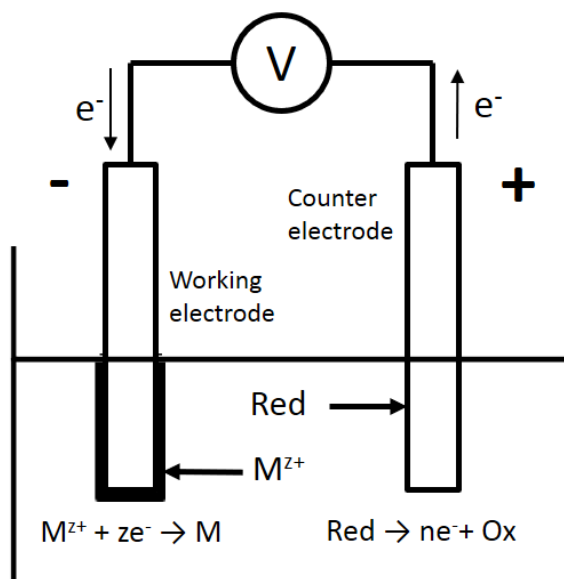 V
e⁻
e⁻
-
+
Counter
electrode
Working
electrode
Red
Mᶻ⁺
Mᶻ⁺ + ze⁻ → M
Red → ne⁻+ Ox